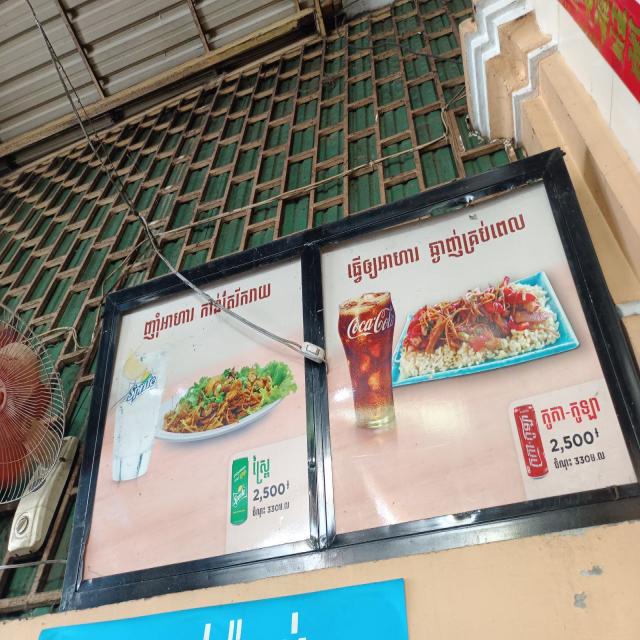 ញ៉ាំអាហារ កាន់តែរីករាយ
Sprite
Sprite
ស្ព្រៃ
2,500៛
ចំណុះ 330ម.ល
ធ្វើឲ្យអាហារ ឆ្ងាញ់គ្រប់ពេល
Coca-Cola
កូកា-កូឡា
2,500៛
ចំណុះ 330ម.ល